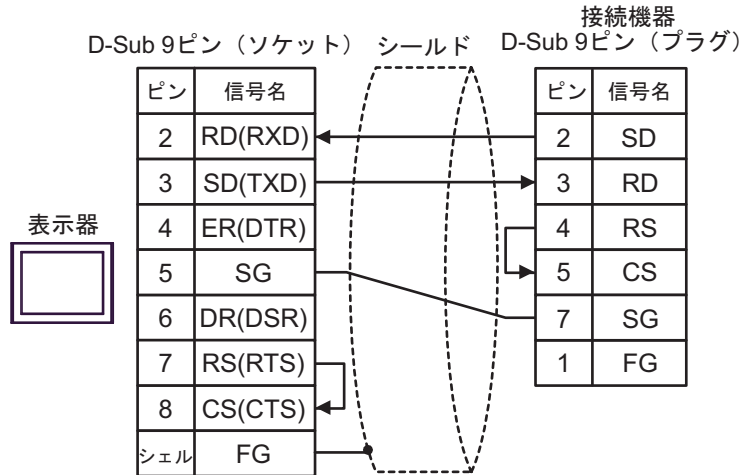 接続機器
D-Sub 9ピン（ソケット） シールド D-Sub 9ピン（プラグ）
ピン 信号名 ピン 信号名
2 RD(RXD) 2 SD
3 SD(TXD) 3 RD
表示器 4 ER(DTR) 4 RS
5 SG 5 CS
6 DR(DSR) 7 SG
7 RS(RTS) 1 FG
8 CS(CTS)
シェル FG